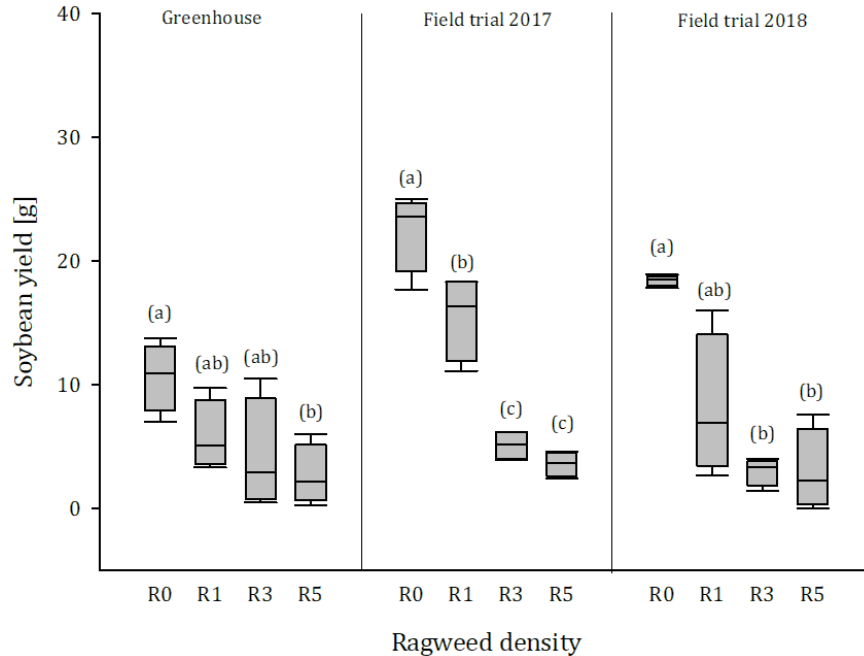 Greenhouse Field trial 2017 Field trial 2018
40
30
20
10
0
Soybean yield [g]
(a) (ab) (ab) (b)
(a) (b) (c) (c)
(a) (ab) (b) (b)
R0 R1 R3 R5 R0 R1 R3 R5 R0 R1 R3 R5
Ragweed density